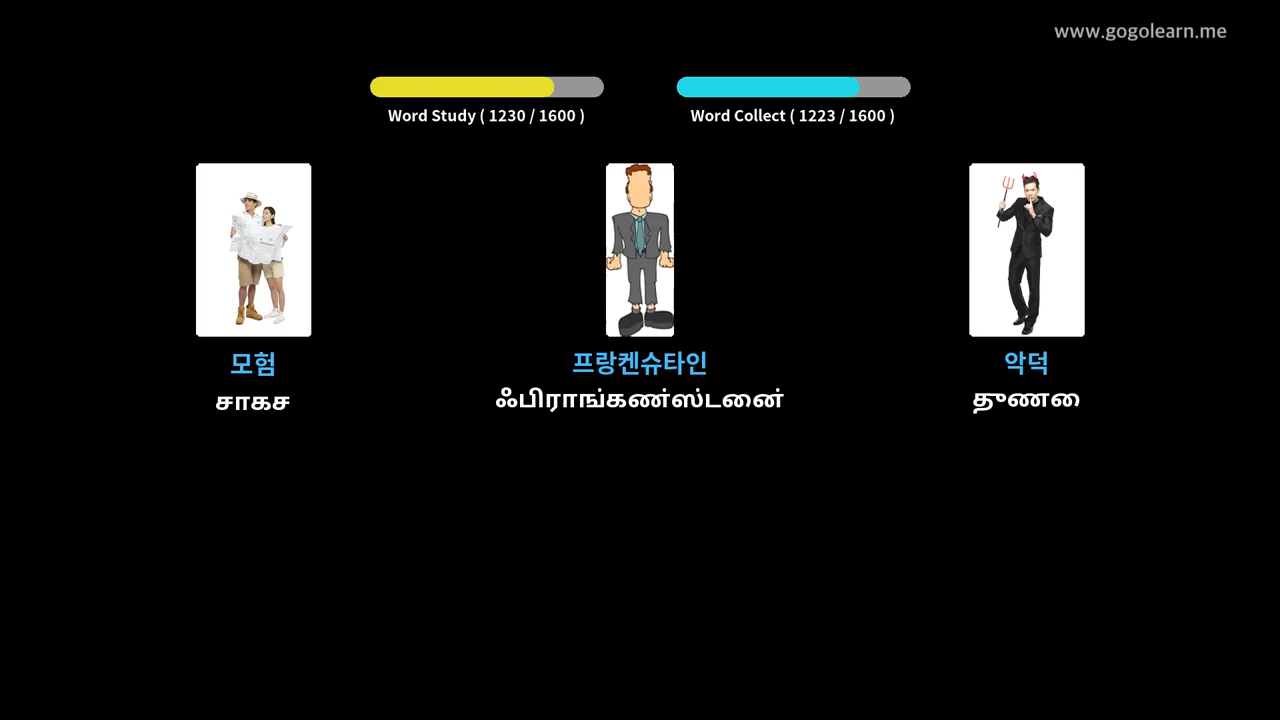 www.gogolearn.me
Word Study ( 1230 / 1600 )
Word Collect ( 1223 / 1600 )
모험
프랑켄슈타인
악덕
சாகச
ஃபிராங்கண்ஸ்டனைன்
துணை